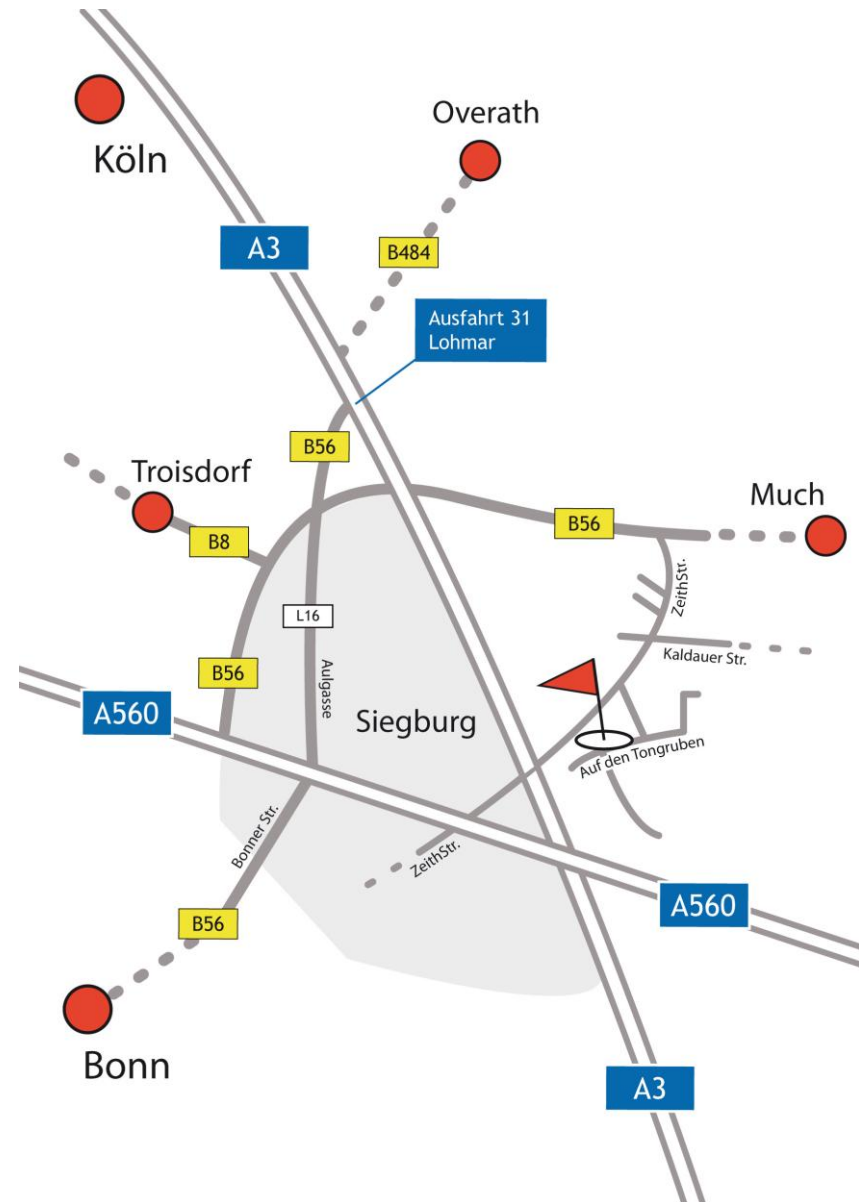 Overath
Köln
A3
B484
Ausfahrt 31
Lohmar
B56
Troisdorf
Much
B8
B56
ZeithStr.
L16
Kaldauer Str.
B56
Aulgasse
A560
Siegburg
Auf den Tongruben
Bonner Str.
ZeithStr.
A560
B56
Bonn
A3